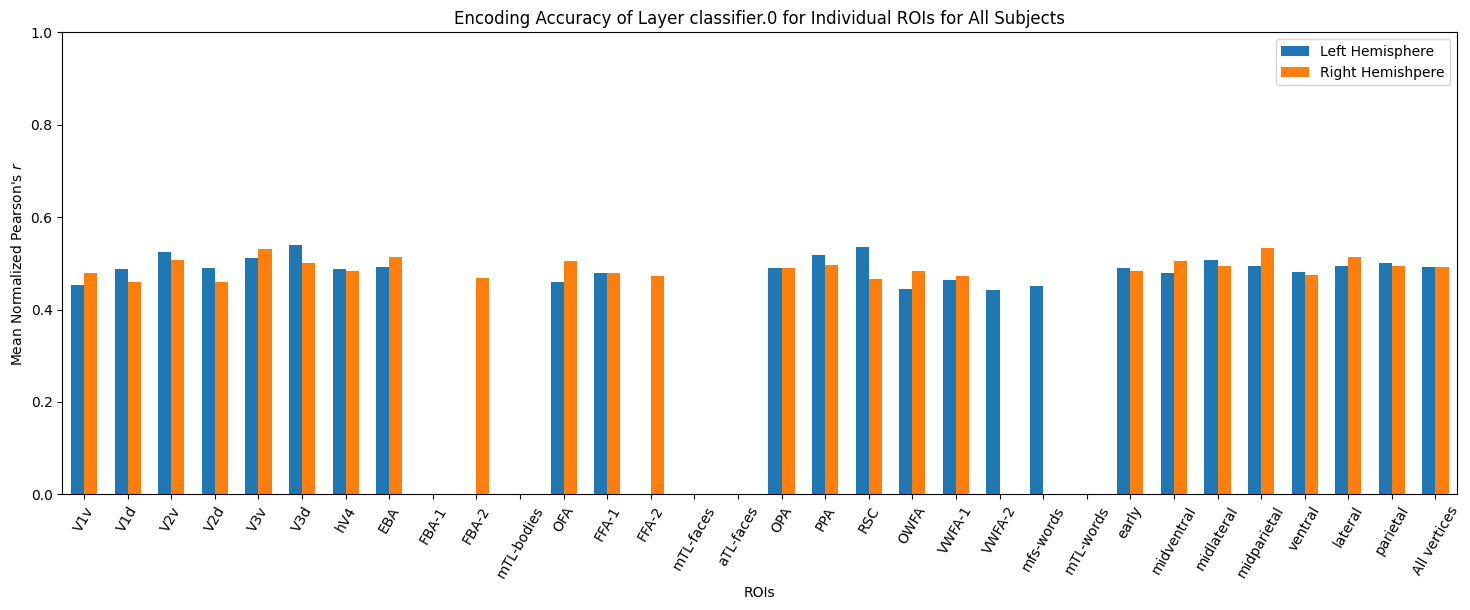 Encoding Accuracy of Layer classifier.0 for Individual ROIs for All Subjects
Left Hemisphere
Right Hemishpere
Mean Normalized Pearson's r
1.0
0.8
0.6
0.4
0.2
0.0
V1v
V1d
V2v
V2d
V3v
V3d
hV4
EBA
FBA-1
FBA-2
mTL-bodies
OFA
FFA-1
FFA-2
mTL-faces
aTL-faces
OPA
PPA
RSC
OWFA
VWFA-1
VWFA-2
mfs-words
mTL-words
early
midventral
midlateral
midparietal
ventral
lateral
parietal
All vertices
ROIs